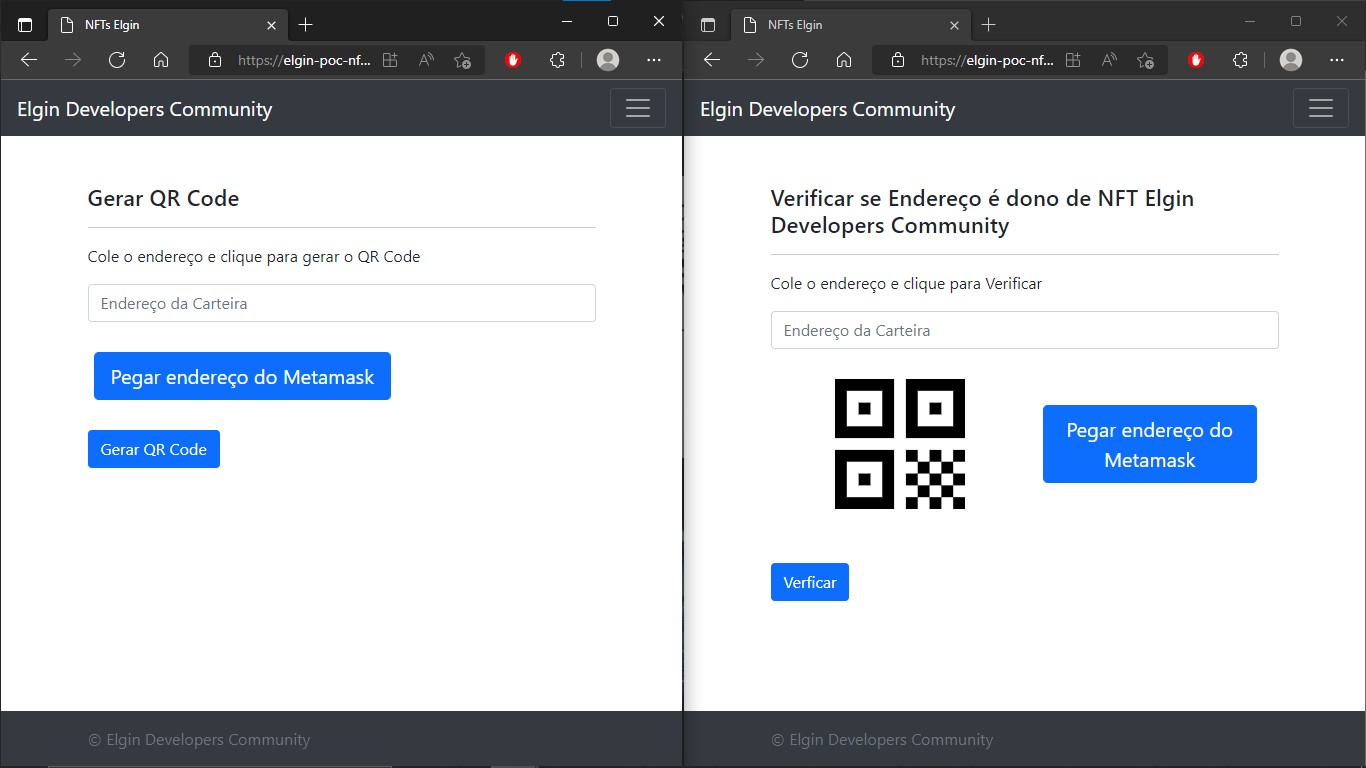 NFTs Elgin
https://elgin-poc-nf...
Elgin Developers Community
Gerar QR Code
Cole o endereço e clique para gerar o QR Code
Endereço da Carteira
Pegar endereço do Metamask
Gerar QR Code
© Elgin Developers Community
NFTs Elgin
https://elgin-poc-nf...
Elgin Developers Community
Verificar se Endereço é dono de NFT Elgin
Developers Community
Cole o endereço e clique para Verificar
Endereço da Carteira
Pegar endereço do
Metamask
Verficar
© Elgin Developers Community